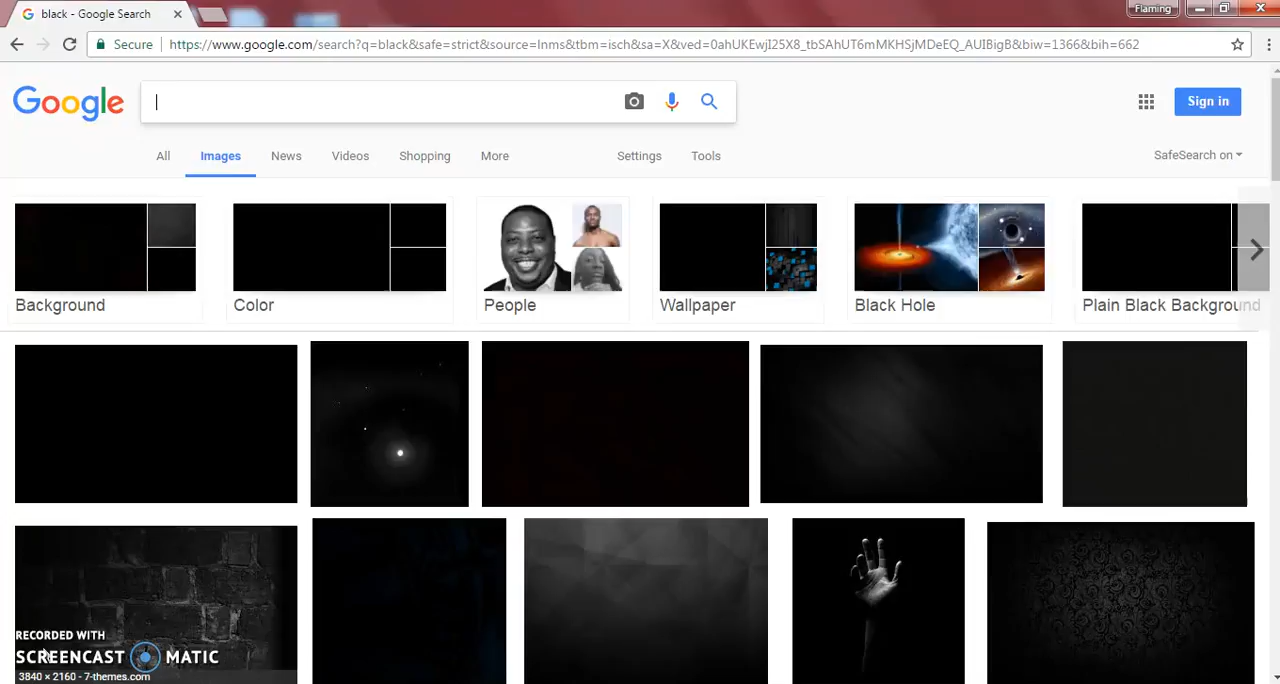 black - Google Search
Flaming
Secure
https://www.google.com/search?q=black&safe=strict&source=lnms&tbm=isch&sa=X&ved=0ahUKEwjI25X8_tbSAhUT6mMKHSjMDeEQ_AUIBigB&biw=1366&bih=662
Google
Sign in
All Images News Videos Shopping More Settings Tools
SafeSearch on
Background Color People Wallpaper Black Hole Plain Black Background
RECORDED WITH
SCREENCAST MATIC
3840 × 2160 - 7-themes.com